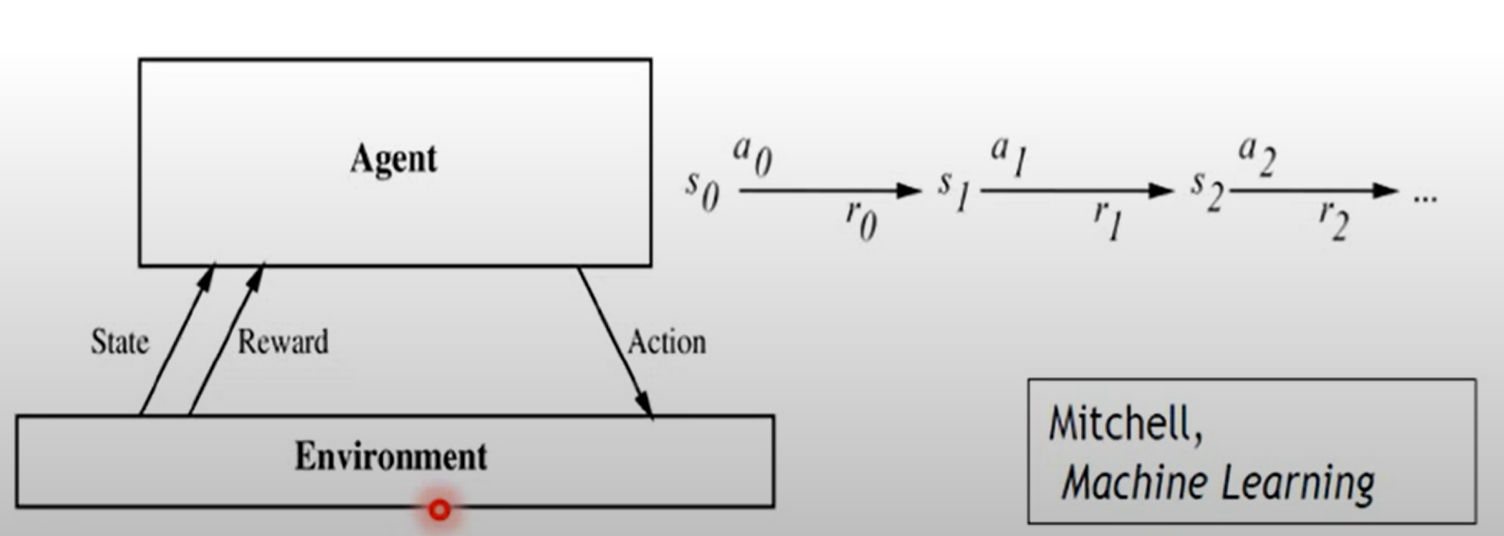 Agent
s0 a0 r0 s1 a1 r1 s2 a2 r2 ...
State
Reward
Action
Environment
Mitchell,
Machine Learning